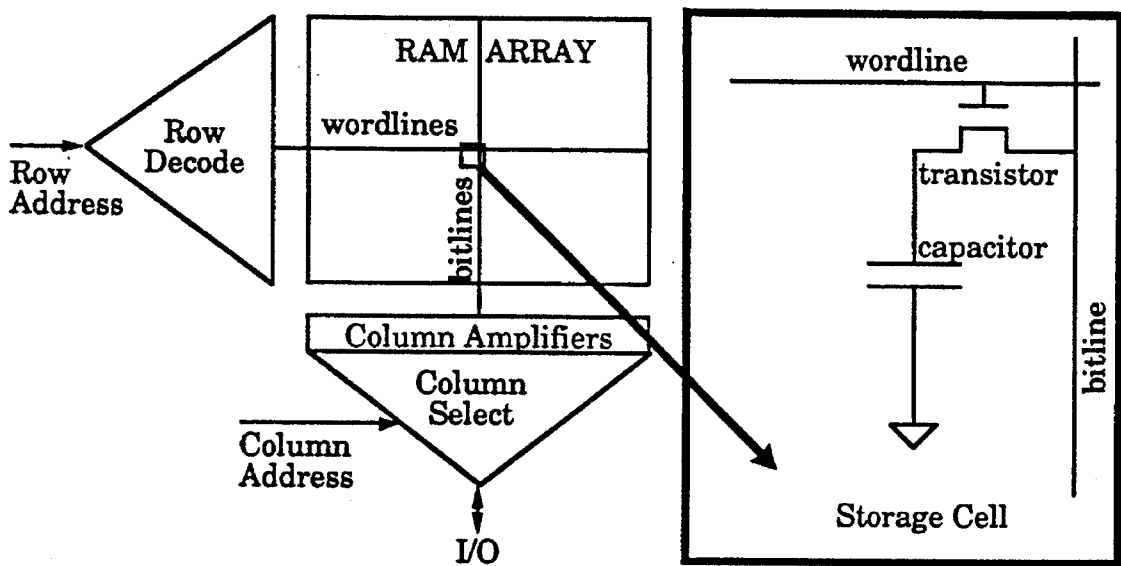 RAM ARRAY
wordlines
Row
Decode
Row
Address
bitlines
Column Amplifiers
Column
Select
Column
Address
I/O
wordline
transistor
capacitor
bitline
Storage Cell